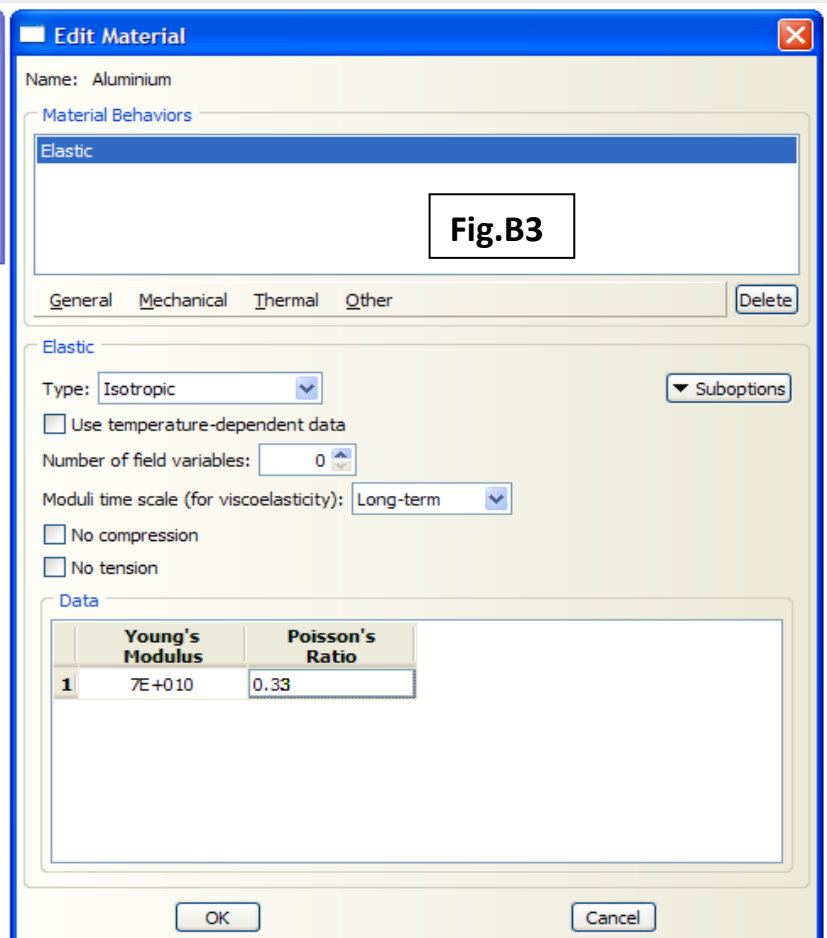 Edit Material
Name: Aluminium
Material Behaviors
Elastic
Fig.B3
General Mechanical Thermal Other Delete
Elastic
Type: Isotropic Suboptions
Use temperature-dependent data
Number of field variables: 0
Moduli time scale (for viscoelasticity): Long-term
No compression
No tension
Data
Young's Poisson's
Modulus Ratio
1 7E+010 0.33
OK Cancel